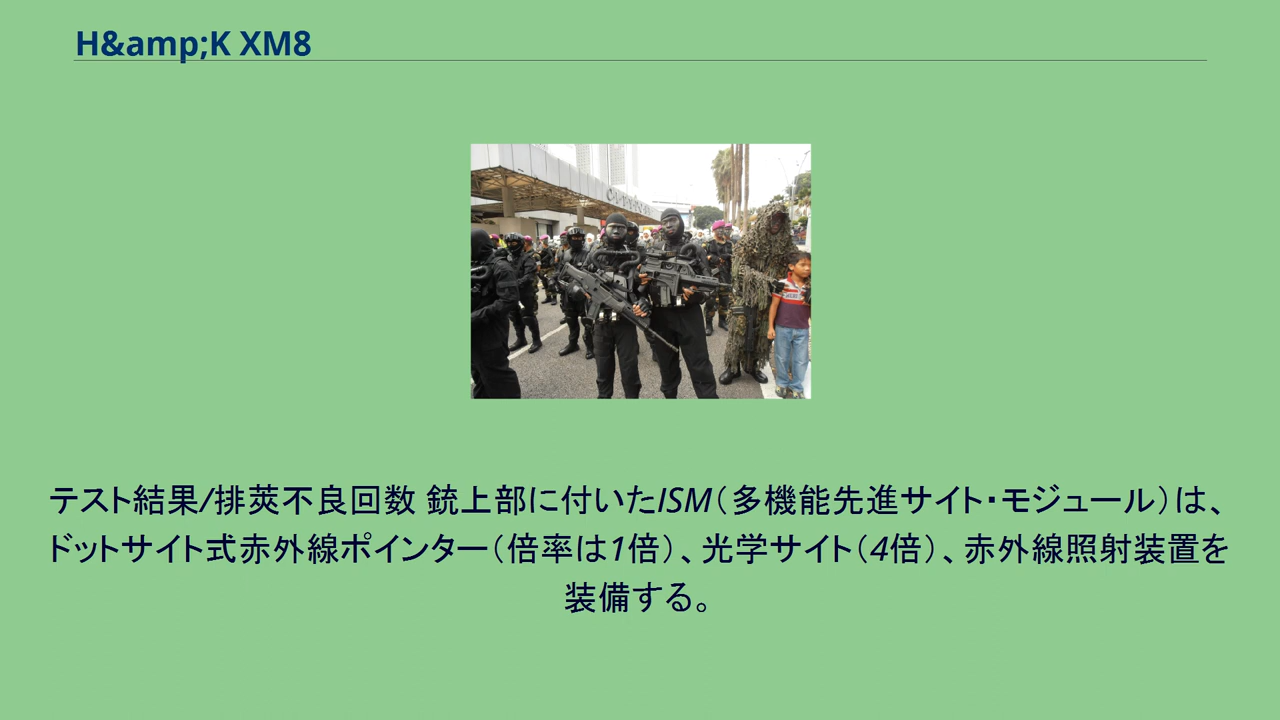 H&amp;K XM8
テスト結果/排莢不良回数 銃上部に付いたISM（多機能先進サイト・モジュール）は、
ドットサイト式赤外線ポインター（倍率は1倍）、光学サイト（4倍）、赤外線照射装置を
装備する。